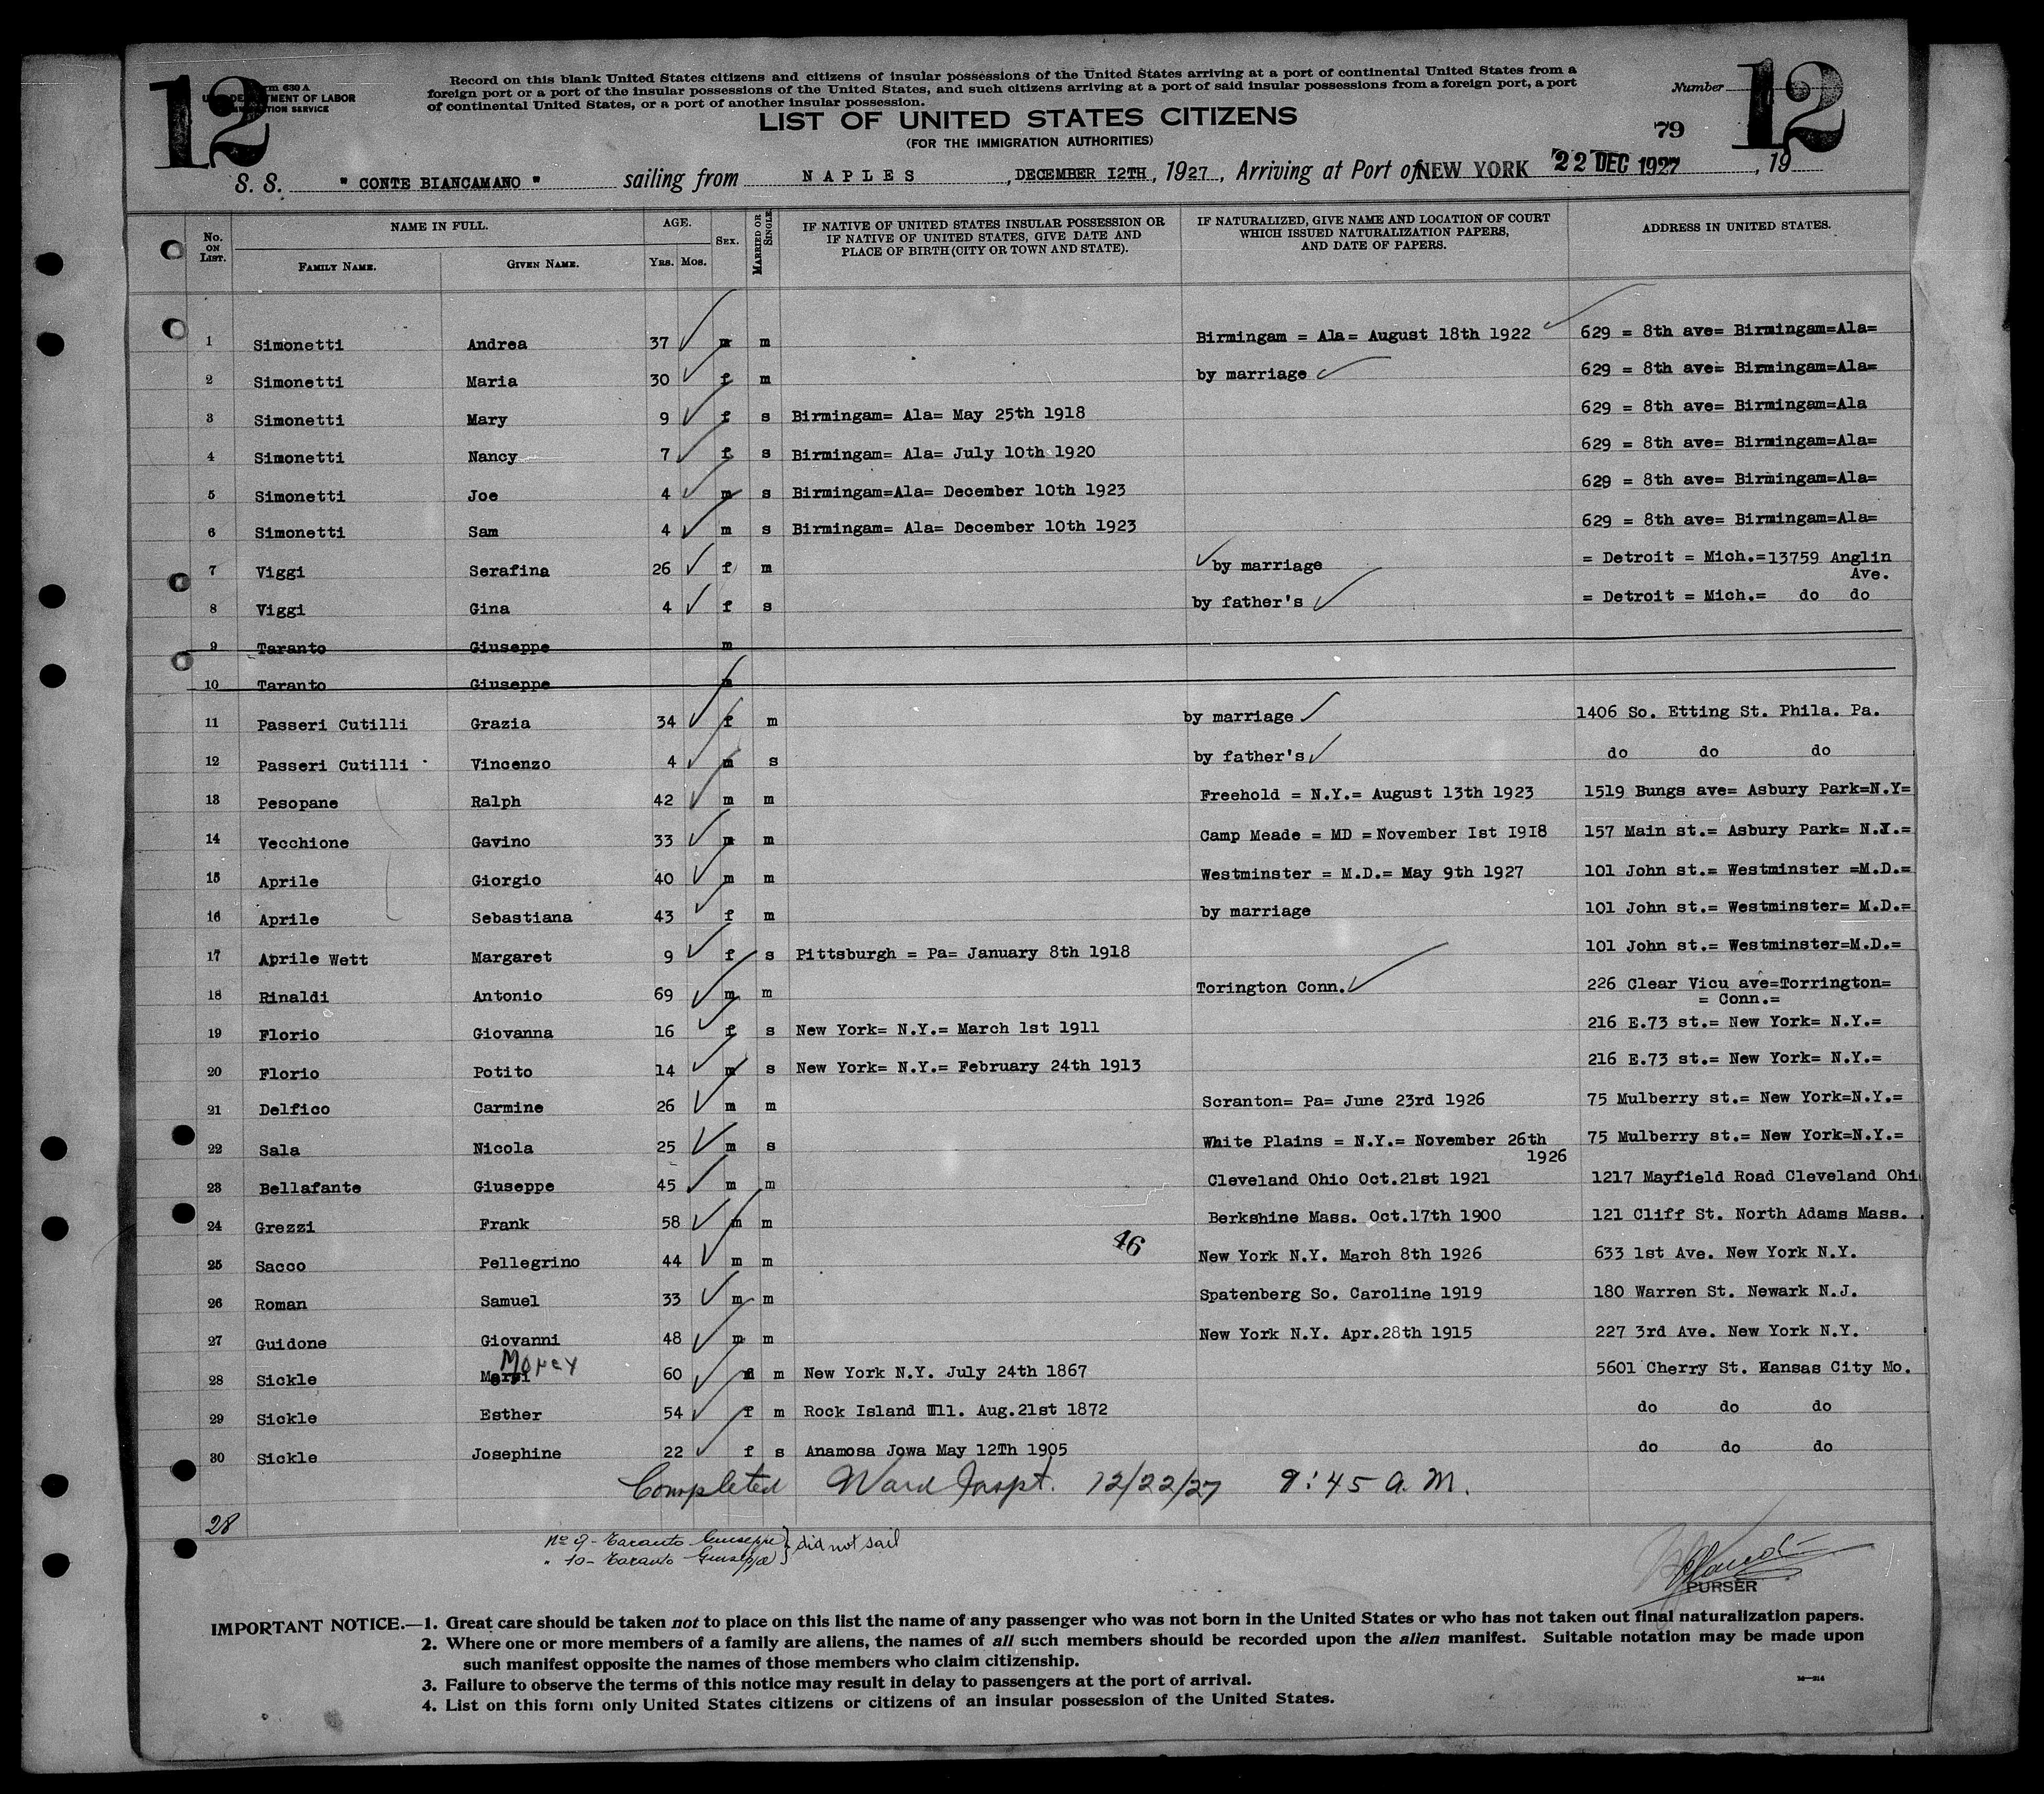 12
Form 630 A
U. S. DEPARTMENT OF LABOR
IMMIGRATION SERVICE
Record on this blank United States citizens and citizens of insular possessions of the United States arriving at a port of continental United States from a
foreign port or a port of the insular possessions of the United States, and such citizens arriving at a port of said insular possessions from a foreign port, a port
of continental United States, or a port of another insular possession.
Number 12
LIST OF UNITED STATES CITIZENS
(FOR THE IMMIGRATION AUTHORITIES)
79
S. S. " CONTE BIANCAMANO " sailing from NAPLES, DECEMBER I2TH, 1927, Arriving at Port of NEW YORK 22 DEC 1927, 19
No. ON LIST. NAME IN FULL. FAMILY NAME. GIVEN NAME. AGE. YRS. MOS. SEX. MARRIED OR SINGLE IF NATIVE OF UNITED STATES INSULAR POSSESSION OR IF NATIVE OF UNITED STATES, GIVE DATE AND PLACE OF BIRTH (CITY OR TOWN AND STATE). IF NATURALIZED, GIVE NAME AND LOCATION OF COURT WHICH ISSUED NATURALIZATION PAPERS, AND DATE OF PAPERS. ADDRESS IN UNITED STATES.
1 Simonetti Andrea 37 m m Birmingam = Ala= August 18th 1922 629 = 8th ave= Birmingam=Ala=
2 Simonetti Maria 30 f m by marriage 629 = 8th ave= Birmingam=Ala=
3 Simonetti Mary 9 f s Birmingam= Ala= May 25th 1918 629 = 8th ave= Birmingam=Ala
4 Simonetti Nancy 7 f s Birmingam= Ala= July 10th 1920 629 = 8th ave= Birmingam=Ala=
5 Simonetti Joe 4 m s Birmingam=Ala= December 10th 1923 629 = 8th ave= Birmingam=Ala=
6 Simonetti Sam 4 m s Birmingam= Ala= December 10th 1923 629 = 8th ave= Birmingam=Ala=
7 Viggi Serafina 26 f m by marriage = Detroit = Mich.=13759 Anglin
Ave.
8 Viggi Gina 4 f s by father's = Detroit = Mich.= do do
9 Taranto Giuseppe m
10 Taranto Giuseppe m
11 Passeri Cutilli Grazia 34 f m by marriage 1406 So. Etting St. Phila. Pa.
12 Passeri Cutilli Vincenzo 4 m s by father's do do do
13 Pesopane Ralph 42 m m Freehold = N.Y.= August 13th 1923 1519 Bungs ave= Asbury Park=N.Y=
14 Vecchione Gavino 33 m m Camp Meade = MD = November Ist I9I8 157 Main st.= Asbury Park= N.Y.=
15 Aprile Giorgio 40 m m Westminster = M.D.= May 9th 1927 101 John st.= Westminster =M.D.=
16 Aprile Sebastiana 43 f m by marriage 101 John st.= Westminster= M.D.=
17 Aprile Wett Margaret 9 f s Pittsburgh = Pa= January 8th 1918 101 John st.= Westminster=M.D.=
18 Rinaldi Antonio 69 m m Torington Conn. 226 Clear Vicu ave=Torrington=
= Conn.=
19 Florio Giovanna 16 f s New York= N.Y.= March 1st 1911 216 E.73 st.= New York= N.Y.=
20 Florio Potito 14 m s New York= N.Y.= February 24th 1913 216 E.73 st.= New York= N.Y.=
21 Delfico Carmine 26 m m Scranton= Pa= June 23rd 1926 75 Mulberry st.= New York=N.Y.=
22 Sala Nicola 25 m s White Plains = N.Y.= November 26th 75 Mulberry st.= New York=N.Y.=
1926
23 Bellafante Giuseppe 45 m m Cleveland Ohio Oct.21st 1921 1217 Mayfield Road Cleveland Ohi
24 Grezzi Frank 58 m m Berkshine Mass. Oct.17th 1900 121 Cliff St. North Adams Mass.
46
25 Sacco Pellegrino 44 m m New York N.Y. March 8th 1926 633 1st Ave. New York N.Y.
26 Roman Samuel 33 m m Spatenberg So. Caroline 1919 180 Warren St. Newark N.J.
27 Guidone Giovanni 48 m m New York N.Y. Apr.28th 1915 227 3rd Ave. New York N.Y.
Morey
28 Sickle 60 m New York N.Y. July 24th 1867 5601 Cherry St. Kansas City Mo.
29 Sickle Esther 54 f m Rock Island Ill. Aug.21st 1872 do do do
30 Sickle Josephine 22 f s Anamosa Jowa May 12Th 1905 do do do
Completed Ward Inspt. 12/22/27 9:45 a.M.
28
No 9 - Taranto Giuseppe } did not sail
" 10 - Taranto Giuseppe }
PURSER
IMPORTANT NOTICE.—1. Great care should be taken not to place on this list the name of any passenger who was not born in the United States or who has not taken out final naturalization papers.
2. Where one or more members of a family are aliens, the names of all such members should be recorded upon the alien manifest. Suitable notation may be made upon
such manifest opposite the names of those members who claim citizenship.
3. Failure to observe the terms of this notice may result in delay to passengers at the port of arrival.
4. List on this form only United States citizens or citizens of an insular possession of the United States.